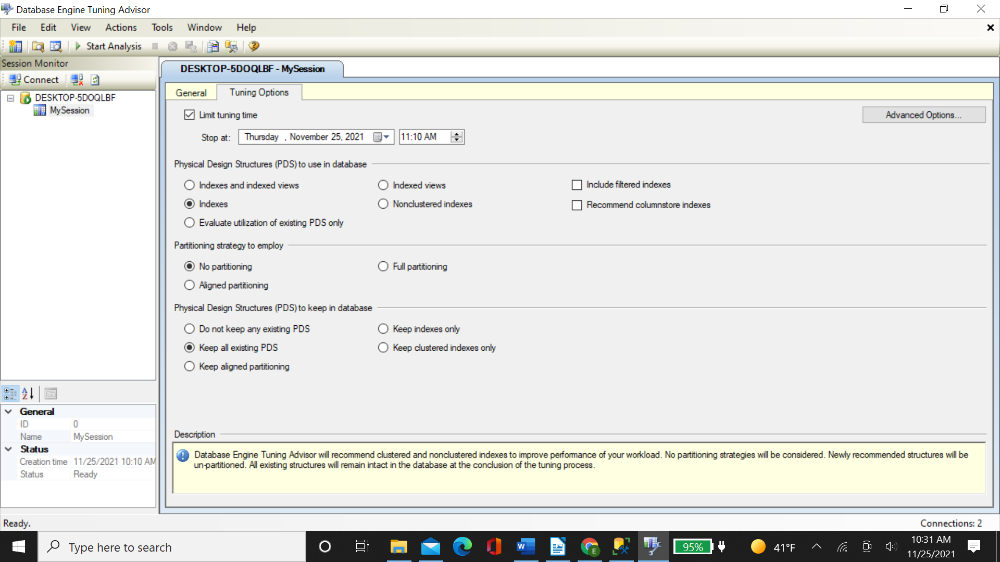 Database Engine Tuning Advisor
File Edit View Actions Tools Window Help
Start Analysis
Session Monitor
Connect
DESKTOP-5DOQLBF
MySession
DESKTOP-5DOQLBF - MySession
General Tuning Options
Limit tuning time
Advanced Options...
Stop at: Thursday , November 25, 2021 11:10 AM
Physical Design Structures (PDS) to use in database
Indexes and indexed views Indexed views Include filtered indexes
Indexes Nonclustered indexes Recommend columnstore indexes
Evaluate utilization of existing PDS only
Partitioning strategy to employ
No partitioning Full partitioning
Aligned partitioning
Physical Design Structures (PDS) to keep in database
Do not keep any existing PDS Keep indexes only
Keep all existing PDS Keep clustered indexes only
Keep aligned partitioning
General
ID 0
Name MySession
Status
Creation time 11/25/2021 10:10 AM
Status Ready
Description
Database Engine Tuning Advisor will recommend clustered and nonclustered indexes to improve performance of your workload. No partitioning strategies will be considered. Newly recommended structures will be
un-partitioned. All existing structures will remain intact in the database at the conclusion of the tuning process.
Ready.
Connections: 2
Type here to search
95%
41°F
10:31 AM
11/25/2021